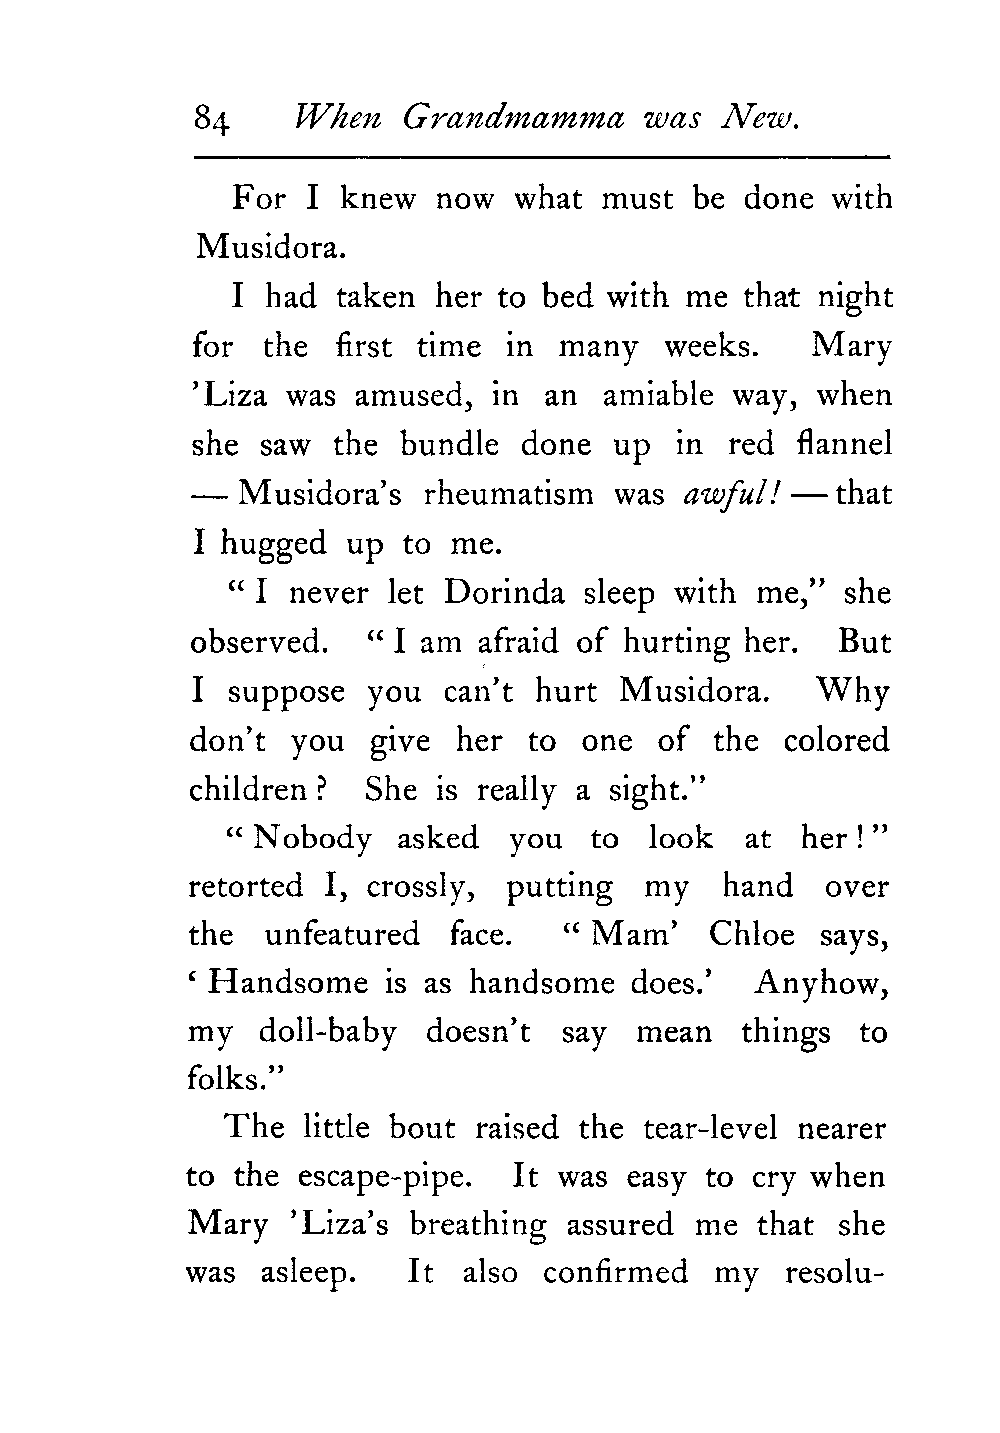 84 When Grandmamma was New.
For I knew now what must be done with
Musidora.
I had taken her to bed with me that night
for the first time in many weeks. Mary
'Liza was amused, in an amiable way, when
she saw the bundle done up in red flannel
— Musidora's rheumatism was awful! — that
I hugged up to me.
“ I never let Dorinda sleep with me,” she
observed. “ I am afraid of hurting her. But
I suppose you can't hurt Musidora. Why
don't you give her to one of the colored
children ? She is really a sight.”
“ Nobody asked you to look at her ! ”
retorted I, crossly, putting my hand over
the unfeatured face. “ Mam' Chloe says,
‘ Handsome is as handsome does.’ Anyhow,
my doll-baby doesn't say mean things to
folks.”
The little bout raised the tear-level nearer
to the escape-pipe. It was easy to cry when
Mary 'Liza's breathing assured me that she
was asleep. It also confirmed my resolu-